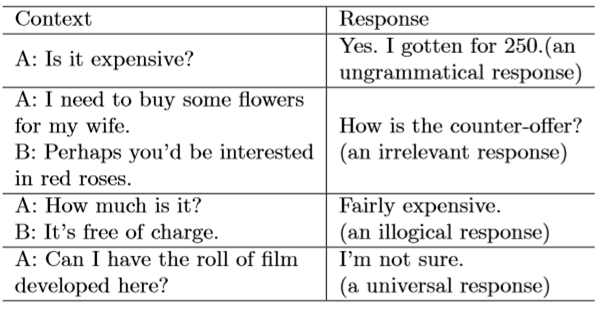 Context
Response
A: Is it expensive?
Yes. I gotten for 250.(an
ungrammatical response)
A: I need to buy some flowers
for my wife.
B: Perhaps you'd be interested
in red roses.
How is the counter-offer?
(an irrelevant response)
A: How much is it?
B: It's free of charge.
Fairly expensive.
(an illogical response)
A: Can I have the roll of film
developed here?
I'm not sure.
(a universal response)